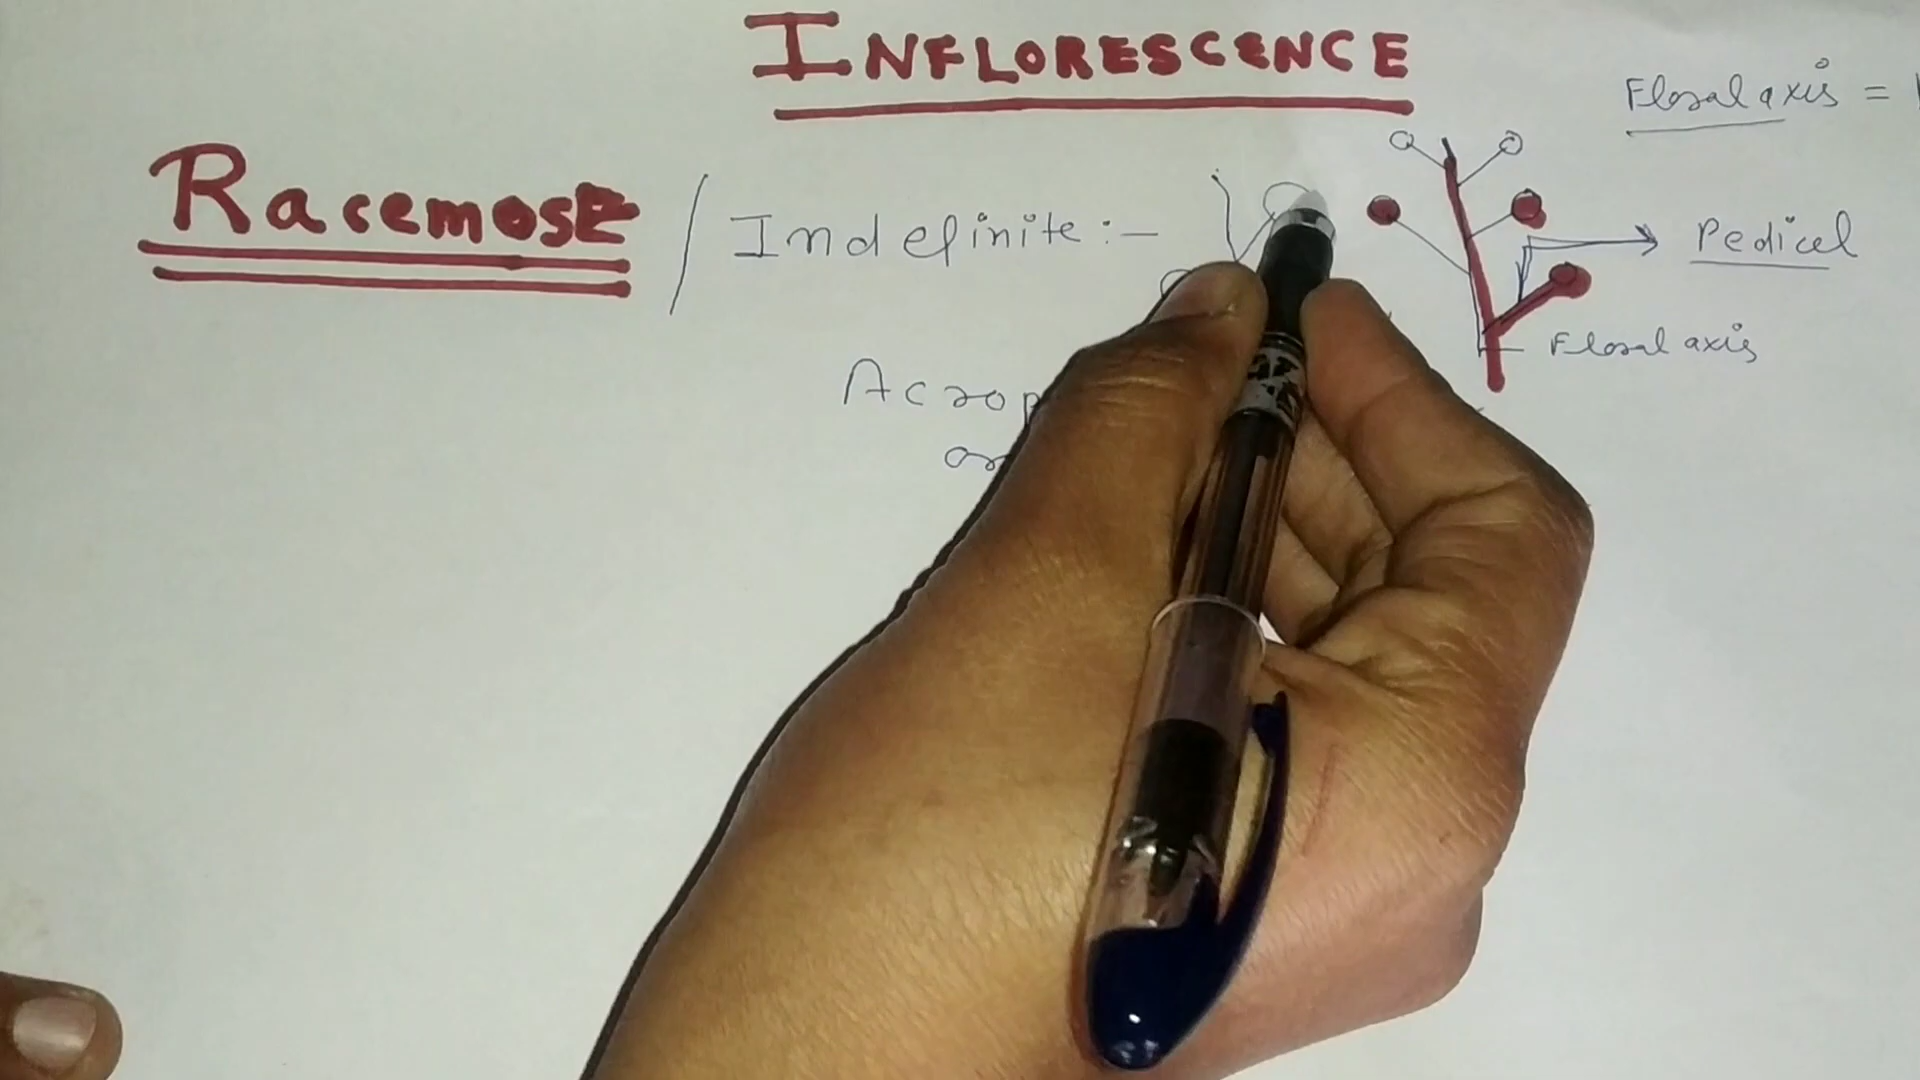 INFLORESCENCE
Floral axis =
Racemose / Indefinite :-
Pedicel
Floral axis